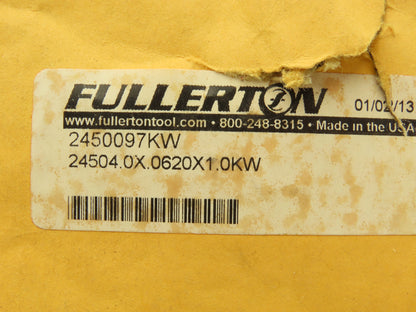 FULLERTON 01/02/13
www.fullertontool.com • 800-248-8315 • Made in the USA
2450097KW
24504.0X.0620X1.0KW